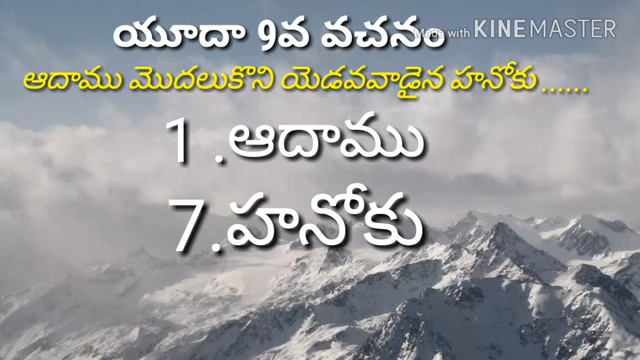 యూదా 9వ వచనం
Made with KINEMASTER
ఆదాము మొదలుకొని యెడవవాడైన హనోకు......
1 .ఆదాము
7.హనోకు